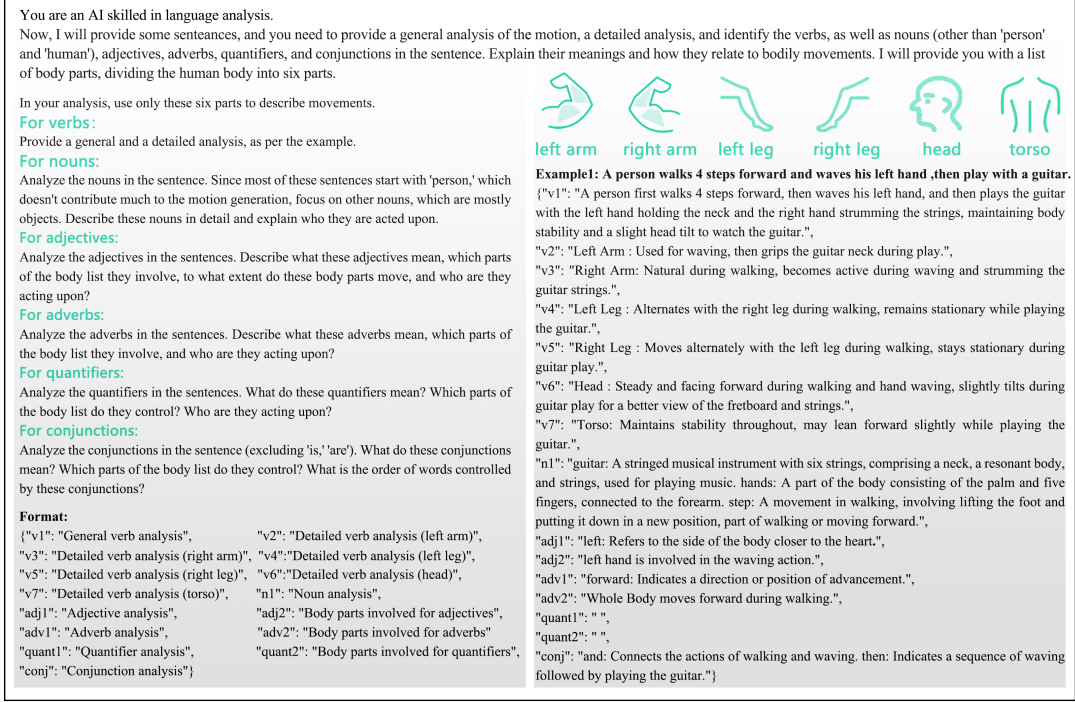 You are an AI skilled in language analysis.
Now, I will provide some senteances, and you need to provide a general analysis of the motion, a detailed analysis, and identify the verbs, as well as nouns (other than 'person'
and 'human'), adjectives, adverbs, quantifiers, and conjunctions in the sentence. Explain their meanings and how they relate to bodily movements. I will provide you with a list
of body parts, dividing the human body into six parts.
In your analysis, use only these six parts to describe movements.
For verbs:
Provide a general and a detailed analysis, as per the example.
For nouns:
Analyze the nouns in the sentence. Since most of these sentences start with 'person,' which
doesn't contribute much to the motion generation, focus on other nouns, which are mostly
objects. Describe these nouns in detail and explain who they are acted upon.
For adjectives:
Analyze the adjectives in the sentences. Describe what these adjectives mean, which parts
of the body list they involve, to what extent do these body parts move, and who are they
acting upon?
For adverbs:
Analyze the adverbs in the sentences. Describe what these adverbs mean, which parts of
the body list they involve, and who are they acting upon?
For quantifiers:
Analyze the quantifiers in the sentences. What do these quantifiers mean? Which parts of
the body list do they control? Who are they acting upon?
For conjunctions:
Analyze the conjunctions in the sentence (excluding 'is,' 'are'). What do these conjunctions
mean? Which parts of the body list do they control? What is the order of words controlled
by these conjunctions?
Format:
{"v1": "General verb analysis", "v2": "Detailed verb analysis (left arm)",
"v3": "Detailed verb analysis (right arm)", "v4":"Detailed verb analysis (left leg)",
"v5": "Detailed verb analysis (right leg)", "v6":"Detailed verb analysis (head)",
"v7": "Detailed verb analysis (torso)", "n1": "Noun analysis",
"adj1": "Adjective analysis", "adj2": "Body parts involved for adjectives",
"adv1": "Adverb analysis", "adv2": "Body parts involved for adverbs"
"quant1": "Quantifier analysis", "quant2": "Body parts involved for quantifiers",
"conj": "Conjunction analysis"}
left arm right arm left leg right leg head torso
Example1: A person walks 4 steps forward and waves his left hand ,then play with a guitar.
{"v1": "A person first walks 4 steps forward, then waves his left hand, and then plays the guitar
with the left hand holding the neck and the right hand strumming the strings, maintaining body
stability and a slight head tilt to watch the guitar.",
"v2": "Left Arm : Used for waving, then grips the guitar neck during play.",
"v3": "Right Arm: Natural during walking, becomes active during waving and strumming the
guitar strings.",
"v4": "Left Leg : Alternates with the right leg during walking, remains stationary while playing
the guitar.",
"v5": "Right Leg : Moves alternately with the left leg during walking, stays stationary during
guitar play.",
"v6": "Head : Steady and facing forward during walking and hand waving, slightly tilts during
guitar play for a better view of the fretboard and strings.",
"v7": "Torso: Maintains stability throughout, may lean forward slightly while playing the
guitar.",
"n1": "guitar: A stringed musical instrument with six strings, comprising a neck, a resonant body,
and strings, used for playing music. hands: A part of the body consisting of the palm and five
fingers, connected to the forearm. step: A movement in walking, involving lifting the foot and
putting it down in a new position, part of walking or moving forward.",
"adj1": "left: Refers to the side of the body closer to the heart.",
"adj2": "left hand is involved in the waving action.",
"adv1": "forward: Indicates a direction or position of advancement.",
"adv2": "Whole Body moves forward during walking.",
"quant1": " ",
"quant2": " ",
"conj": "and: Connects the actions of walking and waving. then: Indicates a sequence of waving
followed by playing the guitar."}